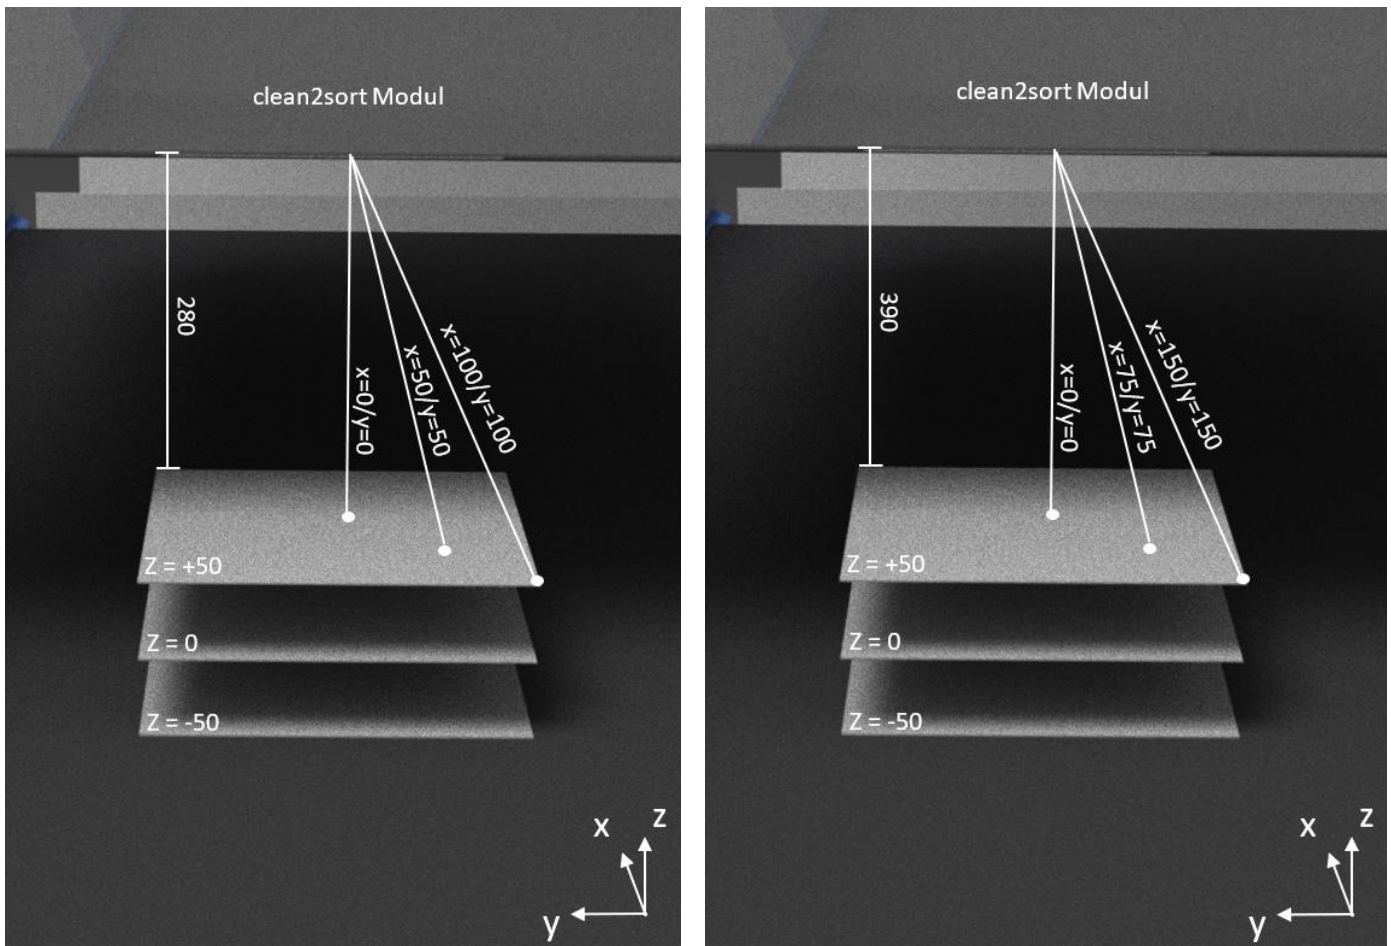 clean2sort Modul
280
x=0/y=0
x=50/y=50
x=100/y=100
Z = +50
Z = 0
Z = -50
x
z
y
clean2sort Modul
390
x=0/y=0
x=75/y=75
x=150/y=150
Z = +50
Z = 0
Z = -50
x
z
y